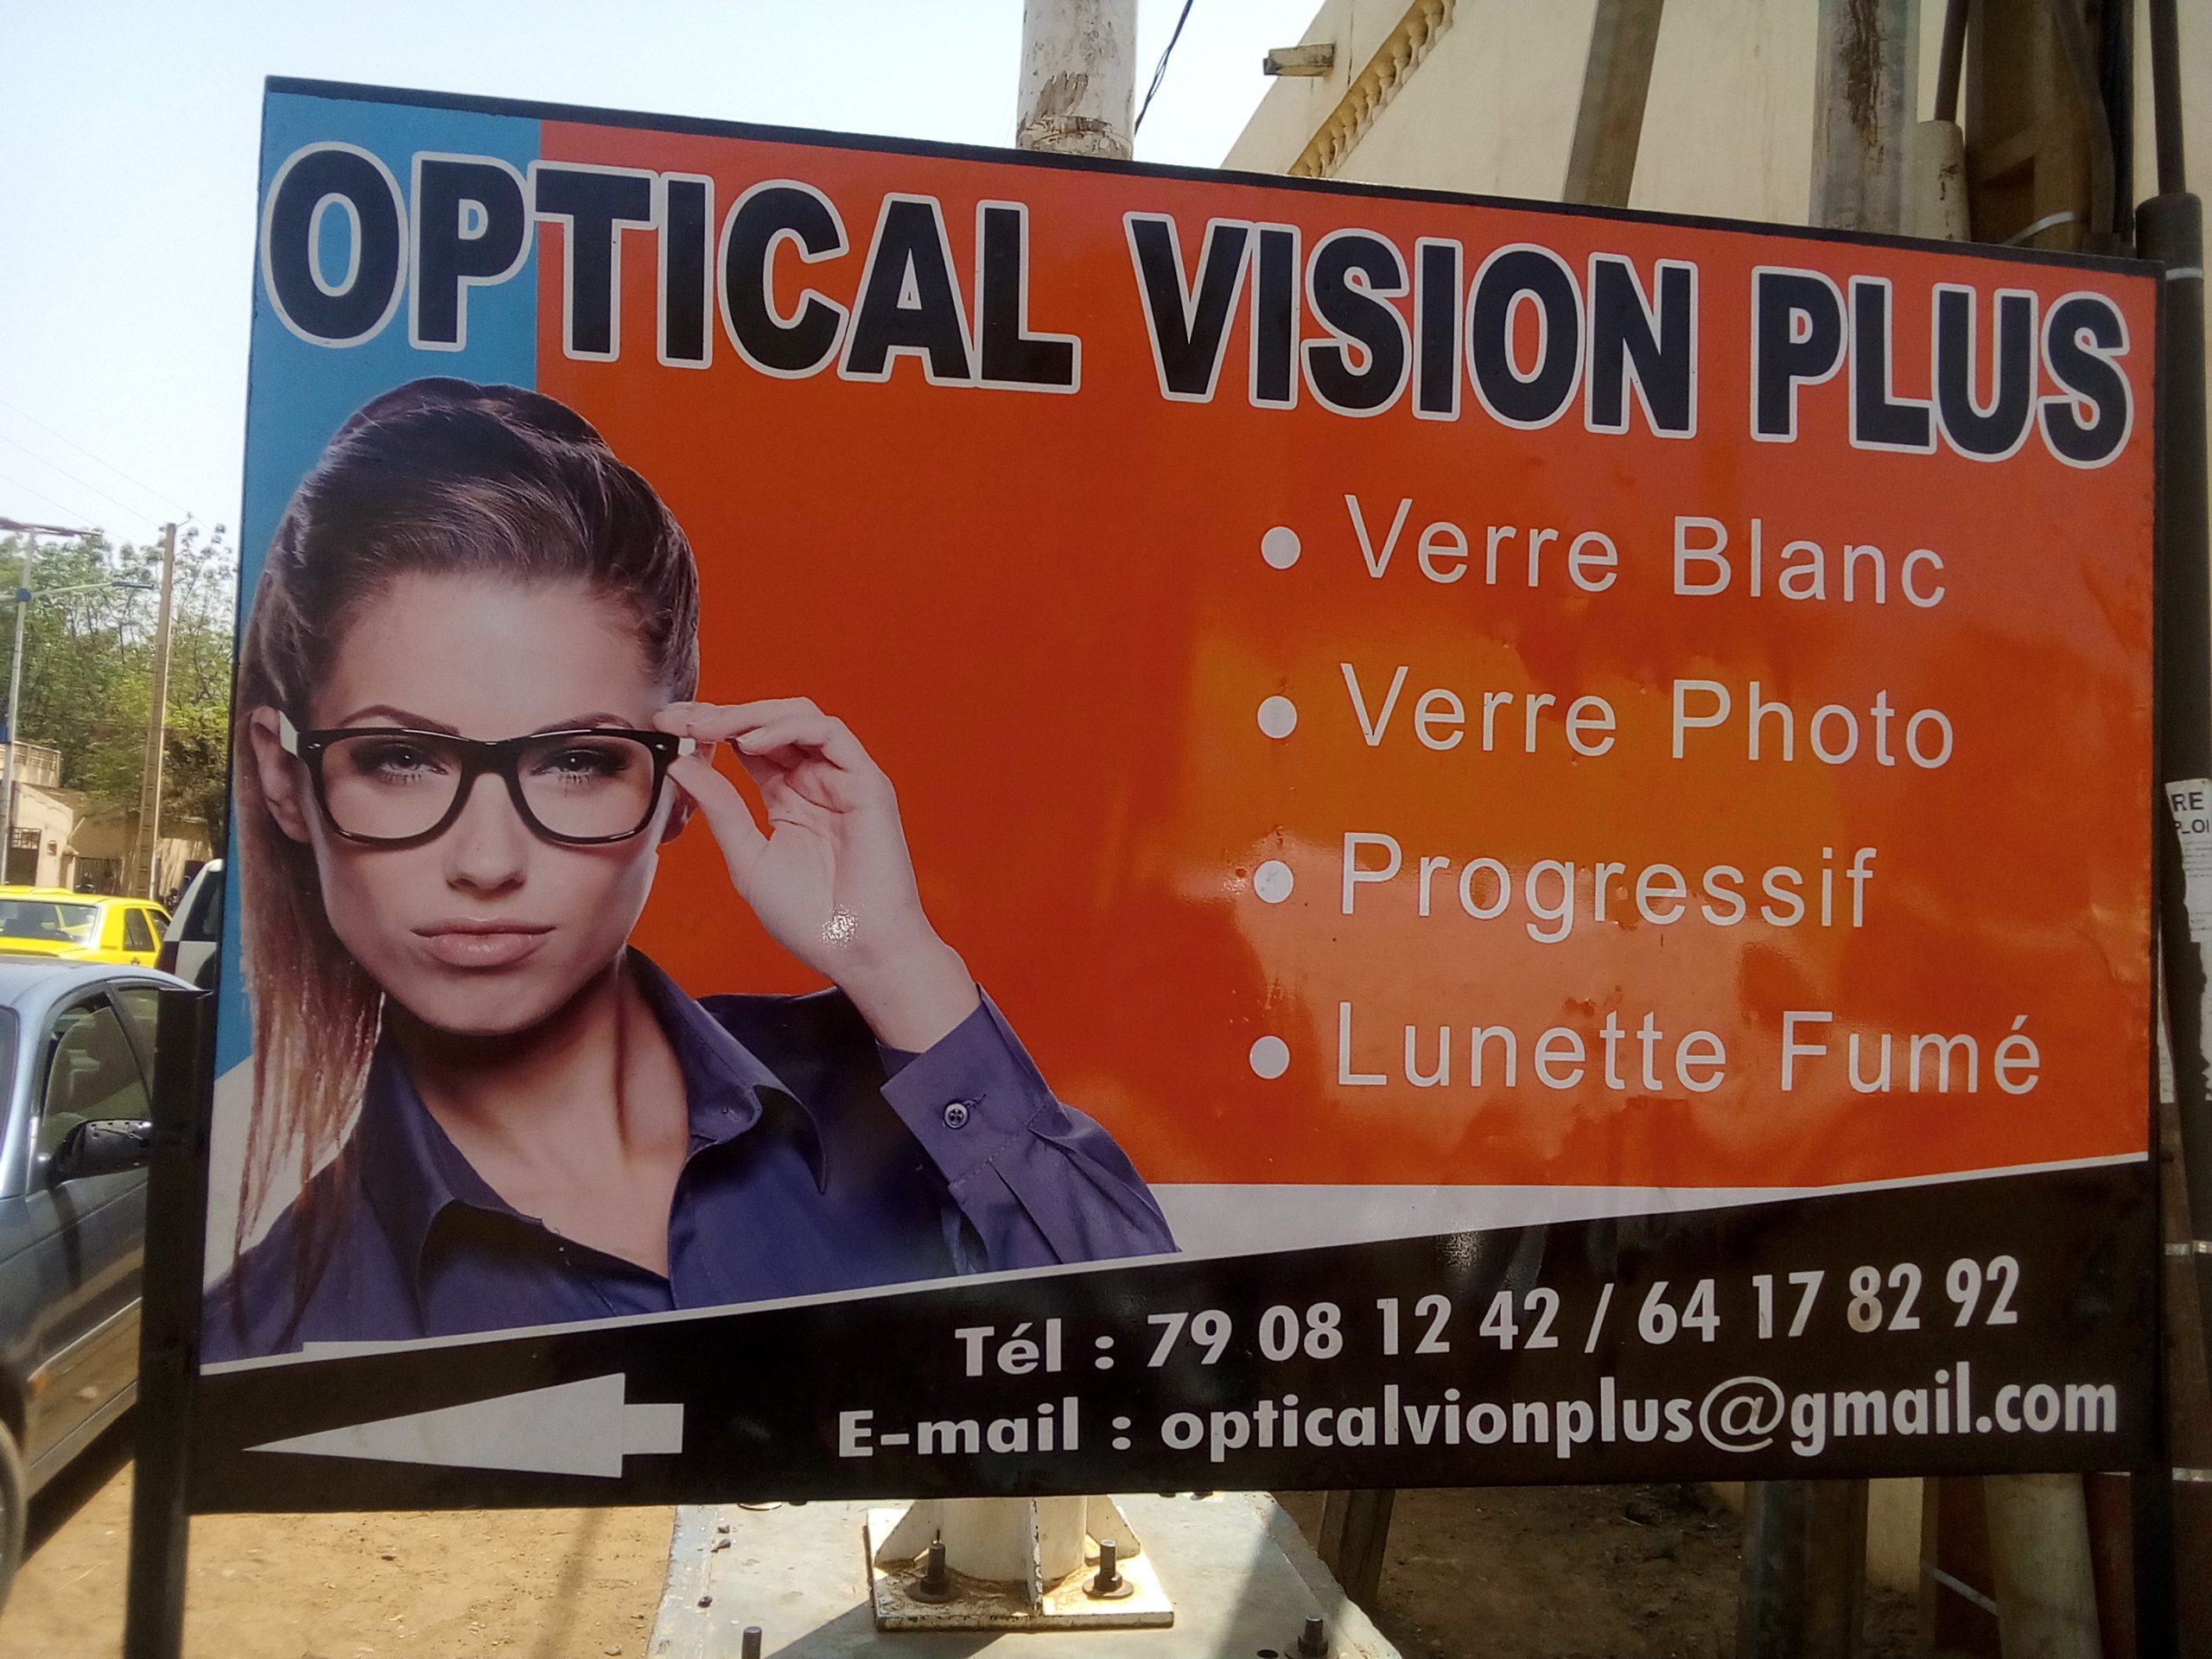 OPTICAL VISION PLUS
• Verre Blanc
• Verre Photo
• Progressif
• Lunette Fumé
Tél : 79 08 12 42 / 64 17 82 92
E-mail : opticalvionplus@gmail.com
RE